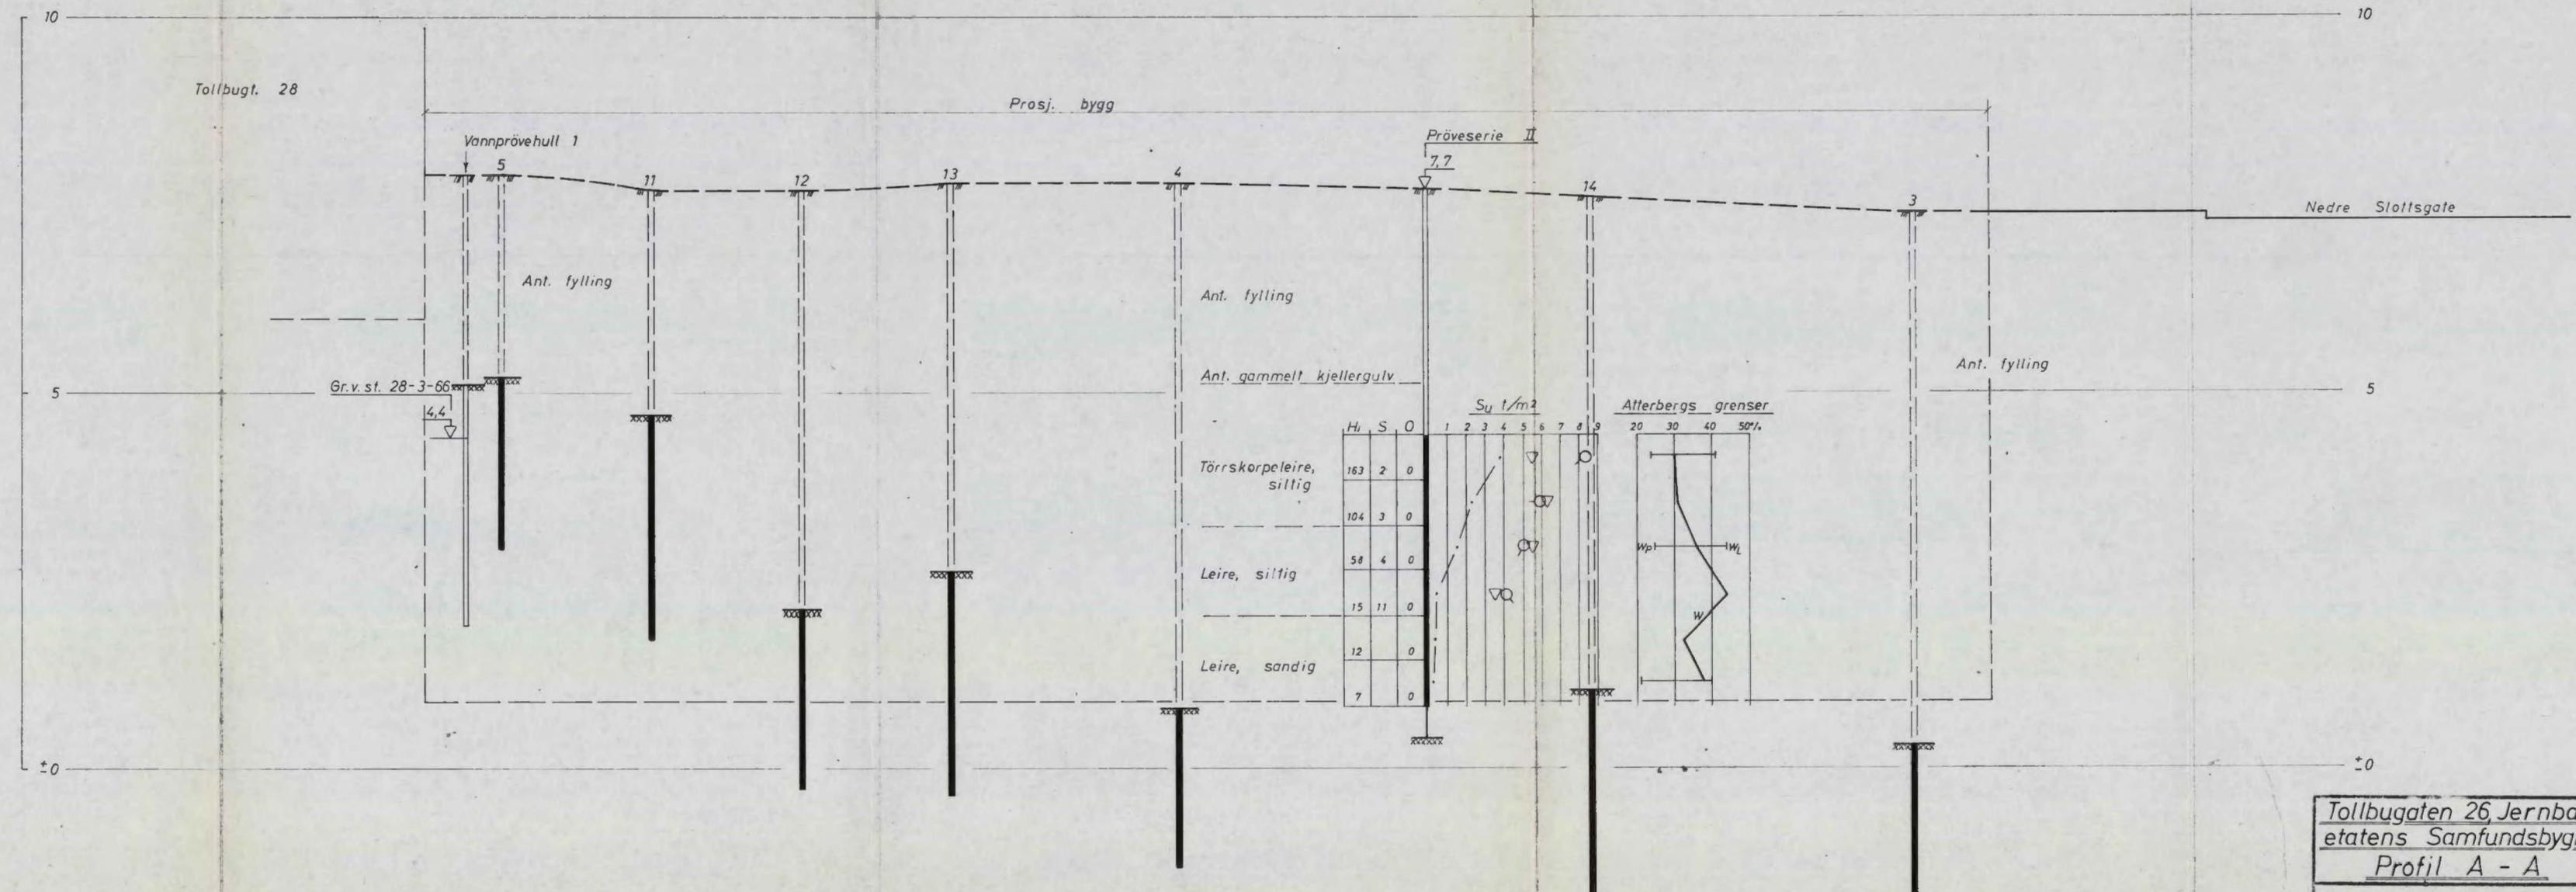 10
10
Tollbugt. 28
Prosj. bygg
Vannprövehull 1
Pröveserie II
7,7
5
11
12
13
4
14
3
Nedre Slottsgate
Ant. fylling
Ant. fylling
Ant. fylling
Ant. gammelt kjellergulv
Gr.v.st. 28-3-66
4,4
5
5
Su t/m²
Atterbergs grenser
H₁ S O 1 2 3 4 5 6 7 8 9
20 30 40 50%
Törrskorpeleire,
siltig
163 2 0
104 3 0
Wp WL
Leire, siltig
58 4 0
15 11 0
W
12 0
Leire, sandig
7 0
±0
±0
Tollbugaten 26, Jernba
etatens Samfundsbyg
Profil A - A